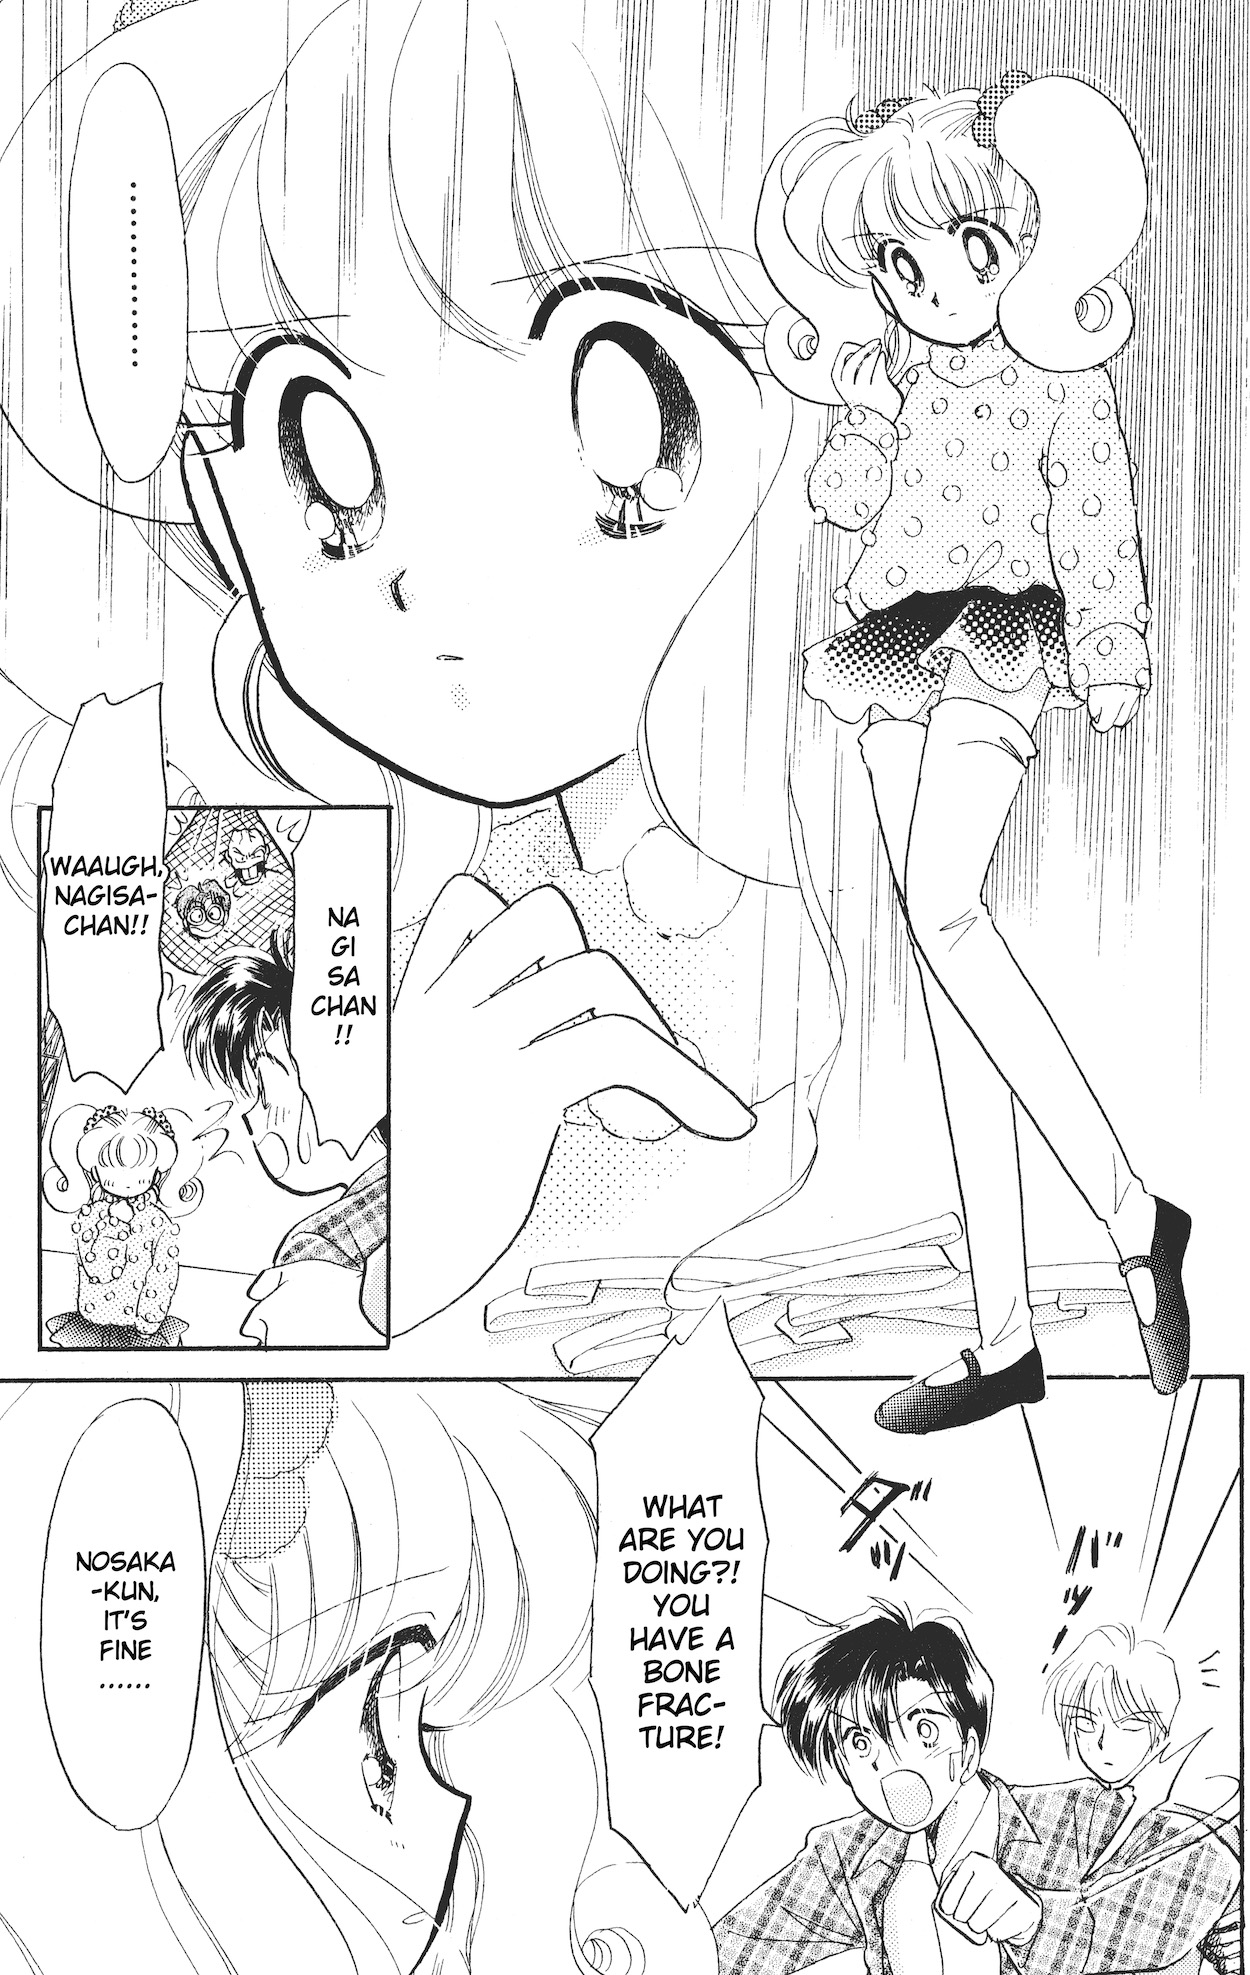 NA
GI
SA
CHAN
!!
WAAUGH,
NAGISA-
CHAN!!
............
WHAT
ARE YOU
DOING?!
YOU
HAVE A
BONE
FRAC-
TURE!
NOSAKA
-KUN,
IT'S
FINE
......